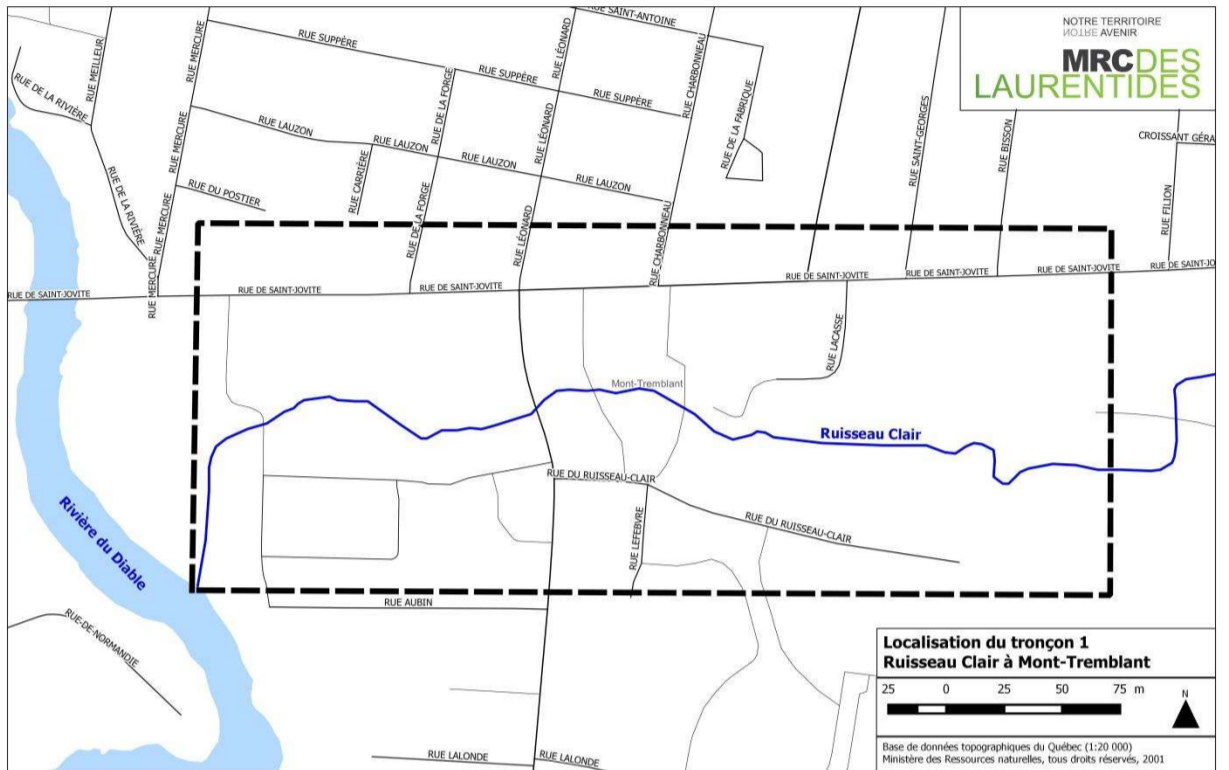 NOTRE TERRITOIRE
NOTRE AVENIR
MRC DES
LAURENTIDES
RUE SAINT-ANTOINE
RUE MEILLEUR
RUE MERCURE
RUE SUPPÈRE
RUE LÉONARD
RUE CHARBONNEAU
RUE SUPPÈRE
RUE SUPPÈRE
RUE DE LA RIVIÈRE
RUE DE LA FORGE
RUE DE LA FABRIQUE
RUE SAINT-GEORGES
RUE BISSON
CROISSANT GÉRA
RUE LAUZON
RUE MERCURE
RUE LAUZON
RUE LÉONARD
RUE LAUZON
RUE LAUZON
RUE DE LA RIVIÈRE
RUE DU POSTIER
RUE CARRIÈRE
RUE MERCURE
RUE DE LA FORGE
RUE LÉONARD
RUE CHARBONNEAU
RUE FILION
RUE MERCURE
RUE DE SAINT-JOVITE
RUE DE SAINT-JOVITE
RUE DE SAINT-JOVITE
RUE DE SAINT-JOVITE
RUE DE SAINT-JOVITE
RUE DE SAINT-JOVITE
RUE DE SAINT-JO
RUE LACASSE
Mont-Tremblant
Ruisseau Clair
RUE DU RUISSEAU-CLAIR
RUE DU RUISSEAU-CLAIR
RUE LEFEBVRE
Rivière du Diable
RUE AUBIN
RUE-DE-NORMANDIE
RUE LALONDE
RUE LALONDE
Localisation du tronçon 1
Ruisseau Clair à Mont-Tremblant
25 0 25 50 75 m
N
Base de données topographiques du Québec (1:20 000)
Ministère des Ressources naturelles, tous droits réservés, 2001